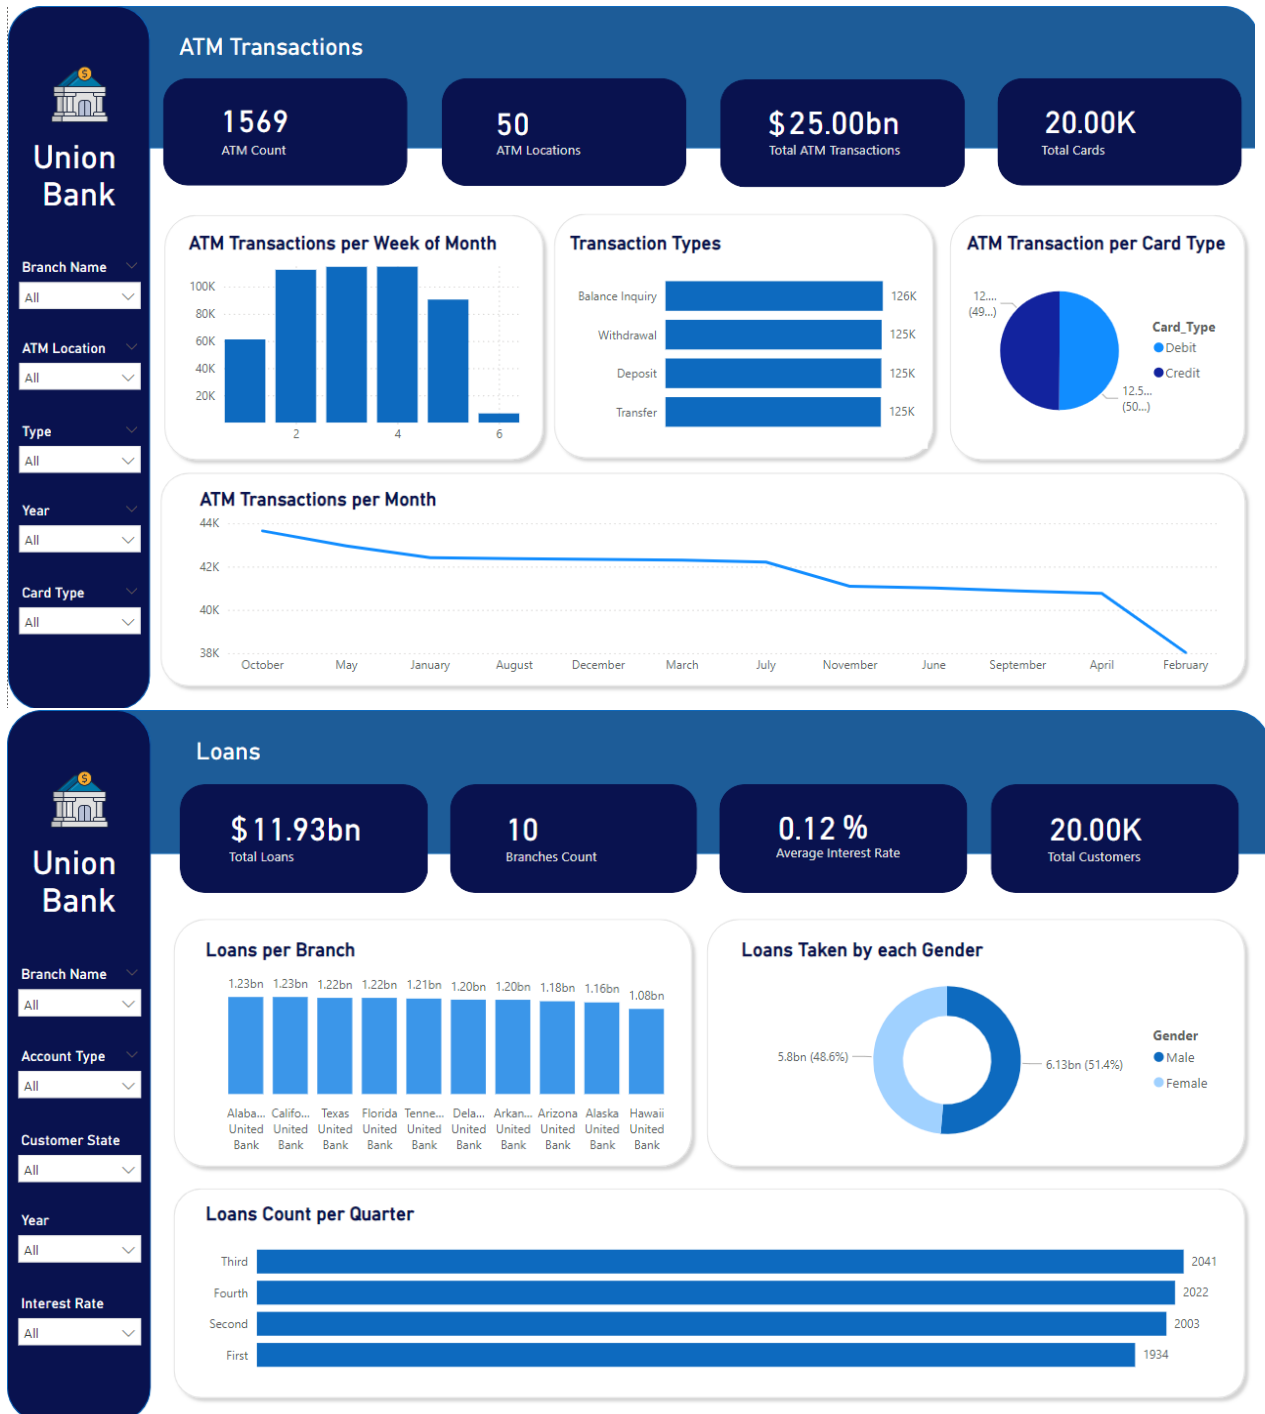 ATM Transactions
Union
Bank
1569
ATM Count
50
ATM Locations
$25.00bn
Total ATM Transactions
20.00K
Total Cards
Branch Name
All
ATM Location
All
Type
All
Year
All
Card Type
All
ATM Transactions per Week of Month
100K
80K
60K
40K
20K
2 4 6
Transaction Types
Balance Inquiry 126K
Withdrawal 125K
Deposit 125K
Transfer 125K
ATM Transaction per Card Type
12....
(49...)
12.5...
(50...)
Card_Type
Debit
Credit
ATM Transactions per Month
44K
42K
40K
38K
October May January August December March July November June September April February
Loans
Union
Bank
$11.93bn
Total Loans
10
Branches Count
0.12 %
Average Interest Rate
20.00K
Total Customers
Branch Name
All
Account Type
All
Customer State
All
Year
All
Interest Rate
All
Loans per Branch
1.23bn 1.23bn 1.22bn 1.22bn 1.21bn 1.20bn 1.20bn 1.18bn 1.16bn 1.08bn
Alaba... Califo... Texas Florida Tenne... Dela... Arkan... Arizona Alaska Hawaii
United United United United United United United United United United
Bank Bank Bank Bank Bank Bank Bank Bank Bank Bank
Loans Taken by each Gender
5.8bn (48.6%)
6.13bn (51.4%)
Gender
Male
Female
Loans Count per Quarter
Third 2041
Fourth 2022
Second 2003
First 1934